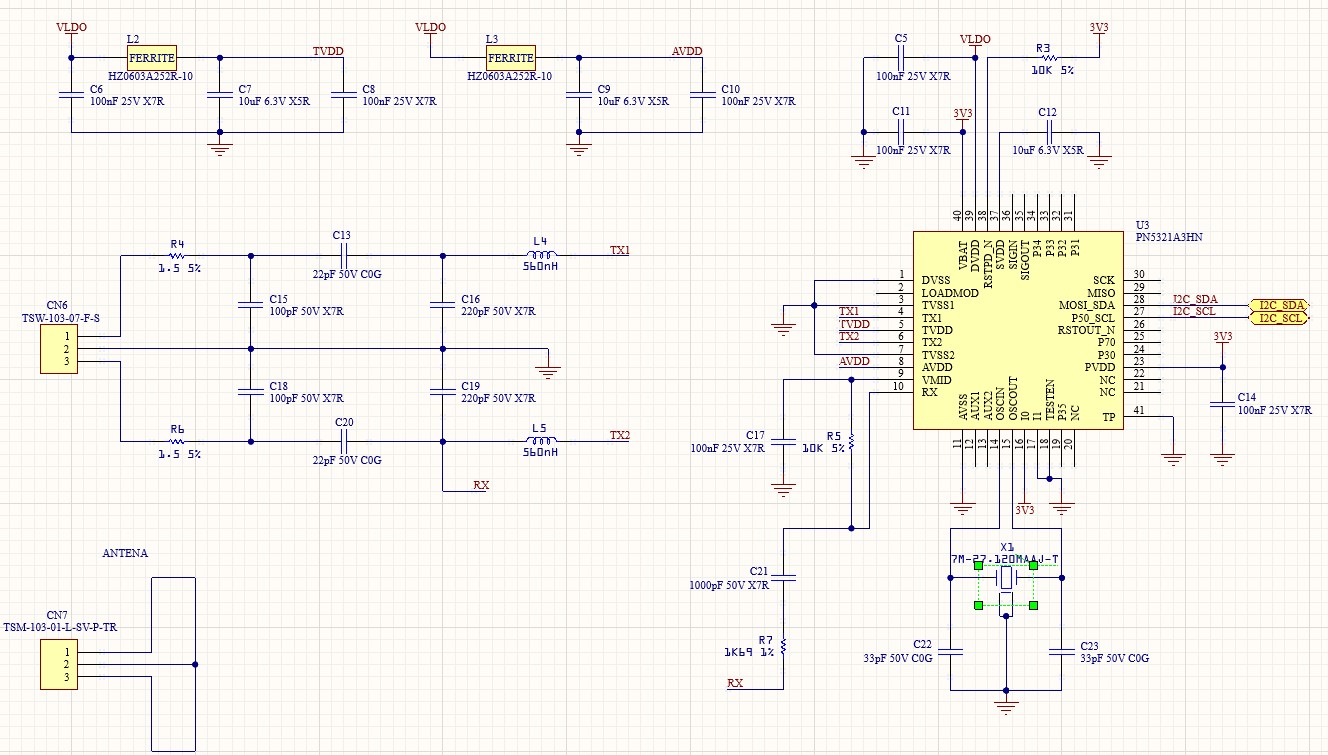 VLDO
L2
FERRITE
HZ0603A252R-10
TVDD
C6
100nF 25V X7R
C7
10uF 6.3V X5R
C8
100nF 25V X7R
VLDO
L3
FERRITE
HZ0603A252R-10
AVDD
C9
10uF 6.3V X5R
C10
100nF 25V X7R
C5
100nF 25V X7R
VLDO
R3
10K 5%
3V3
C11
100nF 25V X7R
3V3
C12
10uF 6.3V X5R
R4
1.5 5%
C13
22pF 50V C0G
L4
560nH
TX1
C15
100pF 50V X7R
C16
220pF 50V X7R
CN6
TSW-103-07-F-S
1
2
3
C18
100pF 50V X7R
C19
220pF 50V X7R
R6
1.5 5%
C20
22pF 50V C0G
L5
560nH
TX2
RX
ANTENA
CN7
TSM-103-01-L-SV-P-TR
1
2
3
U3
PN5321A3HN
40 39 38 37 36 35 34 33 32 31
VBAT DVDD RSTPD_N SVDD SIGIN SIGOUT P34 P33 P32 P31
1 DVSS
2 LOADMOD
3 TVSS1
TX1 4 TX1
TVDD 5 TVDD
TX2 6 TX2
7 TVSS2
AVDD 8 AVDD
9 VMID
10 RX
SCK 30
MISO 29
MOSI_SDA 28 I2C_SDA I2C_SDA
P50_SCL 27 I2C_SCL I2C_SCL
RSTOUT_N 26
P70 25
P30 24
PVDD 23
NC 22
NC 21
TP 41
AVSS AUX1 AUX2 OSCIN OSCOUT I0 I1 TESTEN P35 NC
11 12 13 14 15 16 17 18 19 20
3V3
C14
100nF 25V X7R
C17
100nF 25V X7R
R5
10K 5%
3V3
X1
7M-27.120MAAJ-T
C21
1000pF 50V X7R
R7
1K69 1%
RX
C22
33pF 50V C0G
C23
33pF 50V C0G